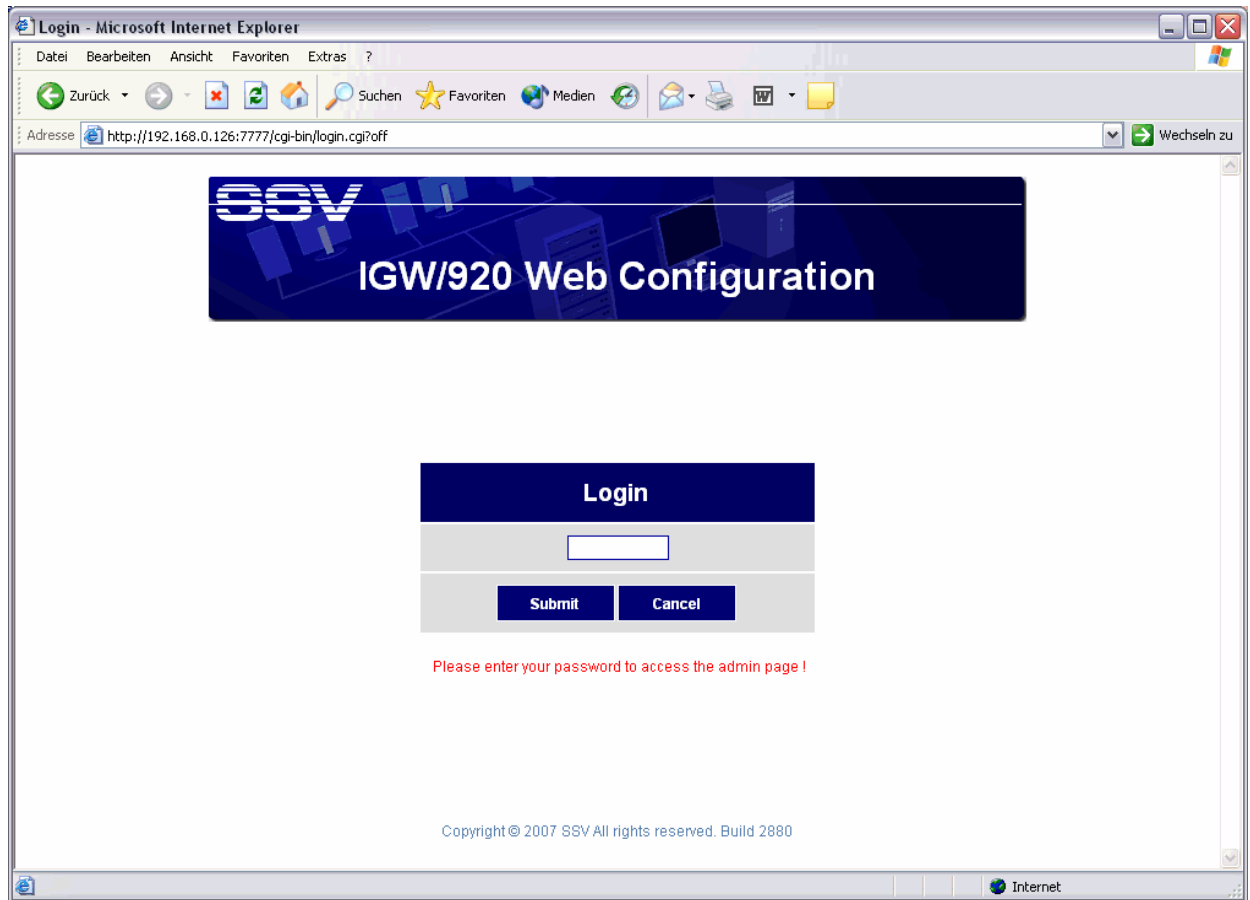 Login - Microsoft Internet Explorer
Datei Bearbeiten Ansicht Favoriten Extras ?
Zurück Suchen Favoriten Medien
Adresse http://192.168.0.126:7777/cgi-bin/login.cgi?off Wechseln zu
SSV
IGW/920 Web Configuration
Login
Submit Cancel
Please enter your password to access the admin page !
Copyright © 2007 SSV All rights reserved. Build 2880
Internet